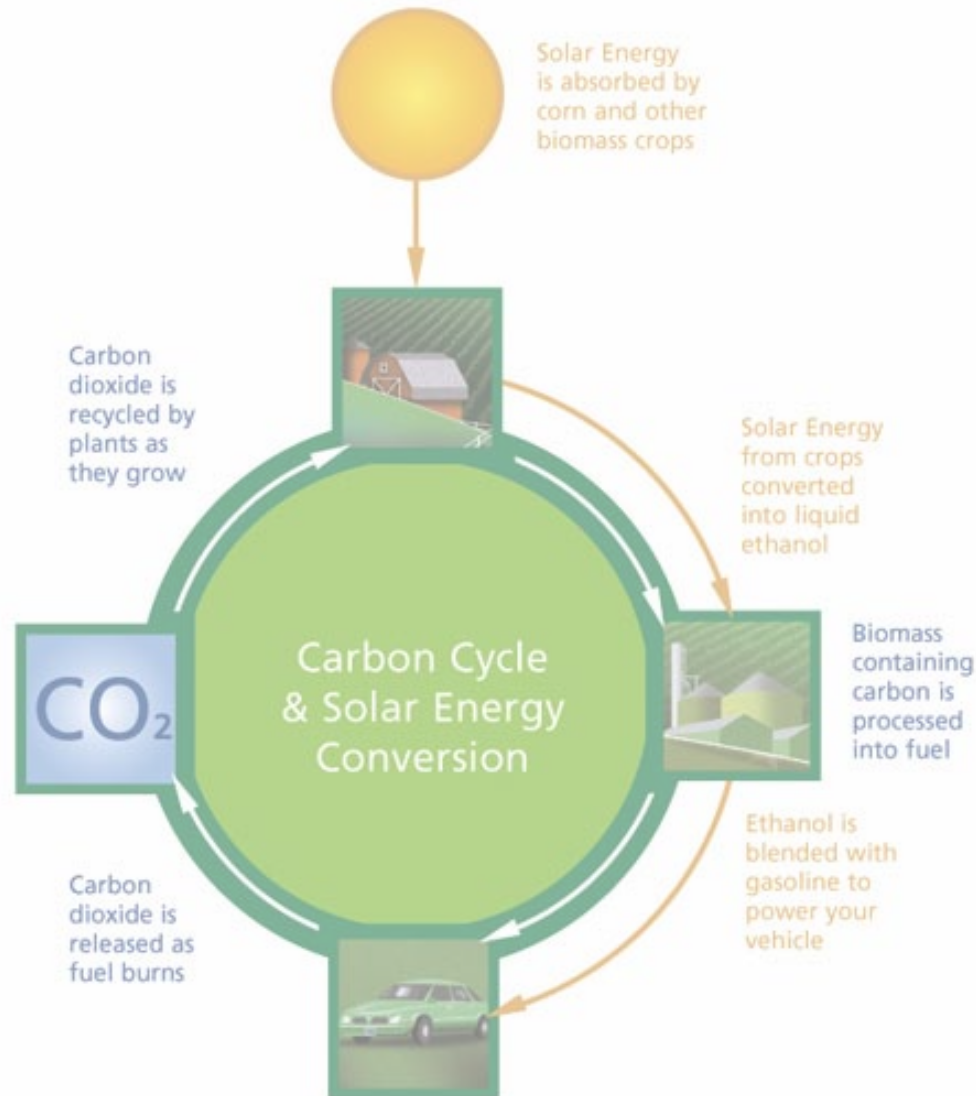 Solar Energy
is absorbed by
corn and other
biomass crops
Carbon
dioxide is
recycled by
plants as
they grow
Solar Energy
from crops
converted
into liquid
ethanol
Carbon Cycle
& Solar Energy
Conversion
CO₂
Biomass
containing
carbon is
processed
into fuel
Ethanol is
blended with
gasoline to
power your
vehicle
Carbon
dioxide is
released as
fuel burns